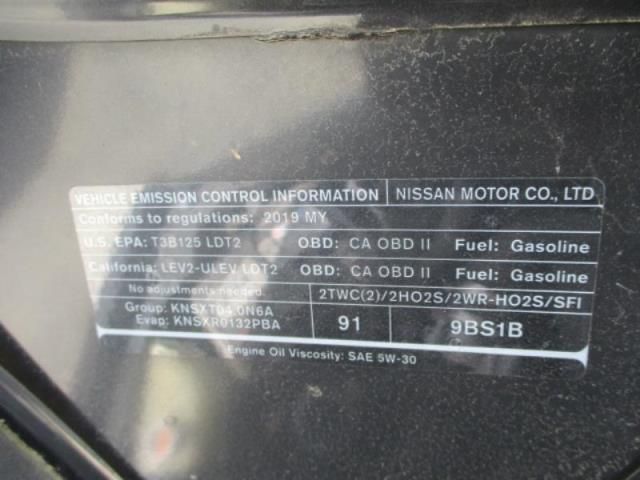 VEHICLE EMISSION CONTROL INFORMATION NISSAN MOTOR CO., LTD
Conforms to regulations: 2019 MY
U.S. EPA: T3B125 LDT2 OBD: CA OBD II Fuel: Gasoline
California: LEV2-ULEV LDT2 OBD: CA OBD II Fuel: Gasoline
No adjustments needed. 2TWC(2)/2HO2S/2WR-HO2S/SFI
Group: KNSXT04.0N6A
Evap: KNSXR0132PBA 91 9BS1B
Engine Oil Viscosity: SAE 5W-30